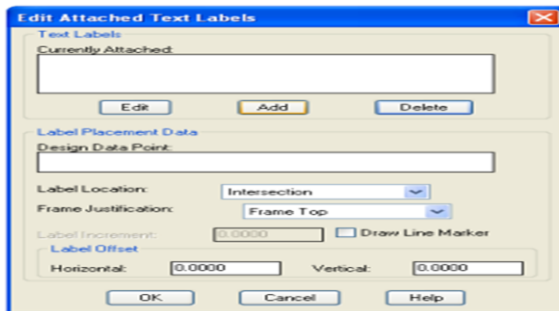 Edit Attached Text Labels
Text Labels
Currently Attached:
Edit Add Delete
Label Placement Data
Design Data Point:
Label Location: Intersection
Frame Justification: Frame Top
Label Increment: 0.0000 Draw Line Marker
Label Offset
Horizontal: 0.0000 Vertical: 0.0000
OK Cancel Help